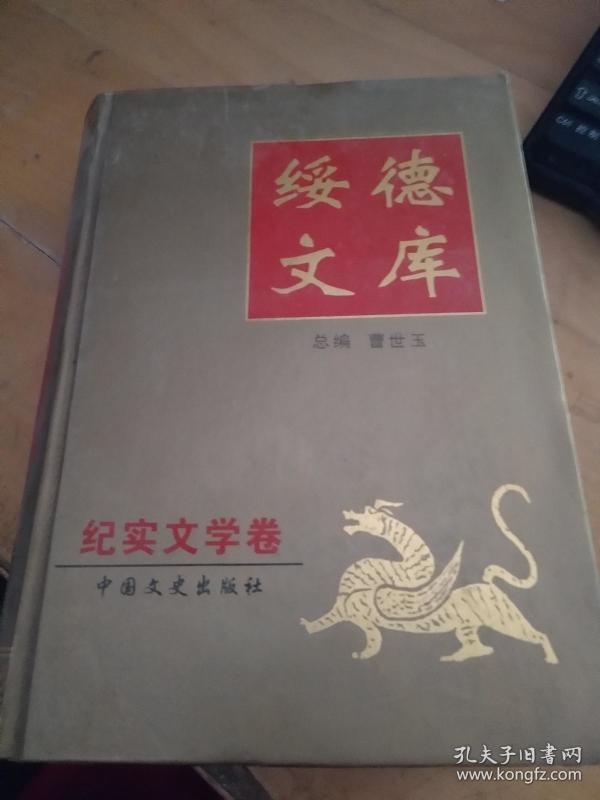 绥德
文库
总编 曹世玉
纪实文学卷
中国文史出版社
孔夫子旧书网
www.kongfz.com